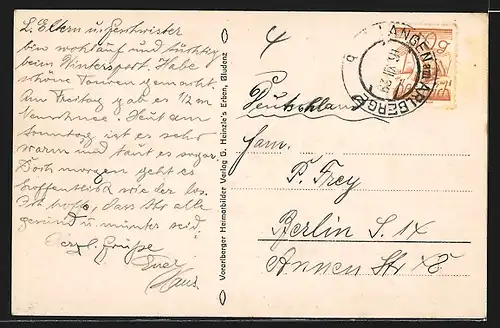 L. Eltern u. Geschwister
bin wohlauf und tüchtig
beim Wintersport. Habe
schöne Touren gemacht.
Am Freitag gab es 1/2 m
Neuschnee. Seit am
Sonntag ist es sehr
warm und taut es sogar.
Doch morgen geht es
hoffentlich wieder los.
Ich hoffe, dass Ihr alle
gesund u. munter seid.
Herzl. Grüsse
Euer
Hans
Vorarlberger Heimatbilder Verlag G. Heinzle's Erben, Bludenz
LANGEN am ARLBERG
b
Deutschland
Fam.
P. Frey
Berlin S. 14
Annen Str